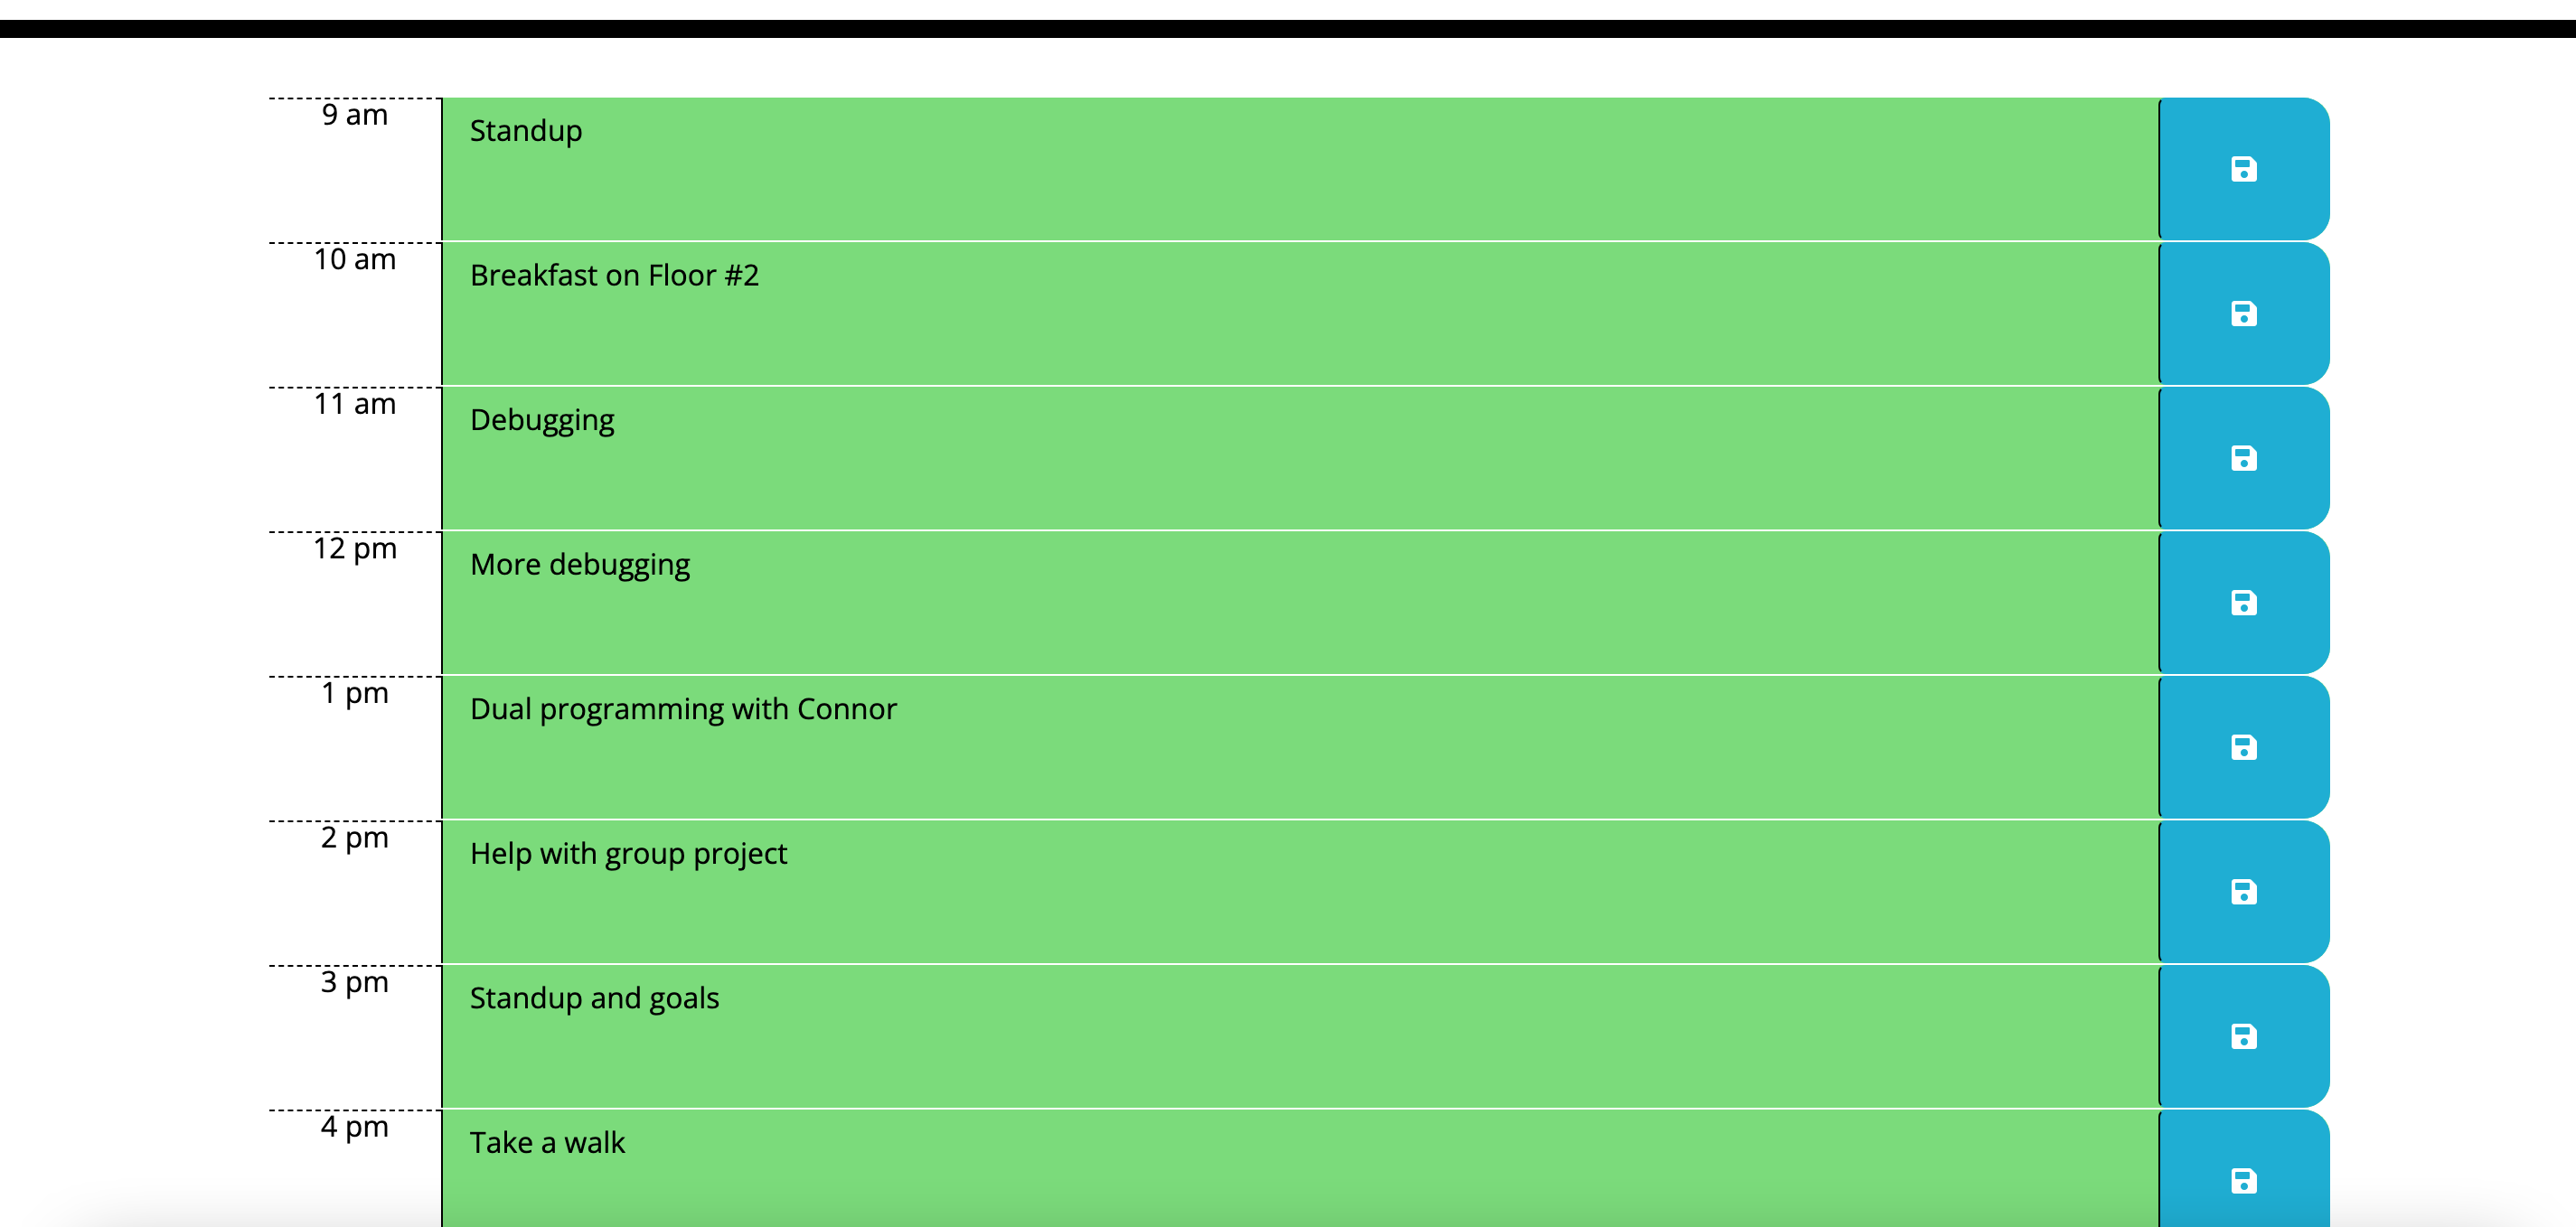 9 am
Standup
10 am
Breakfast on Floor #2
11 am
Debugging
12 pm
More debugging
1 pm
Dual programming with Connor
2 pm
Help with group project
3 pm
Standup and goals
4 pm
Take a walk